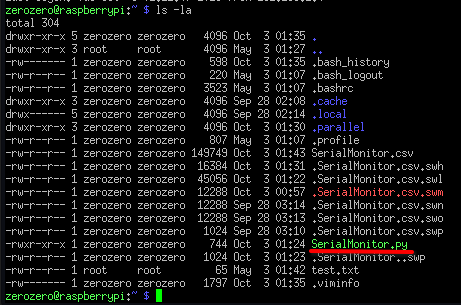 zerozero@raspberrypi:~ $ ls -la
total 304
drwxr-xr-x 5 zerozero zerozero 4096 Oct 3 01:35 .
drwxr-xr-x 3 root root 4096 May 3 01:27 ..
-rw------- 1 zerozero zerozero 598 Oct 3 01:35 .bash_history
-rw-r--r-- 1 zerozero zerozero 220 May 3 01:07 .bash_logout
-rw-r--r-- 1 zerozero zerozero 3523 May 3 01:07 .bashrc
drwxr-xr-x 3 zerozero zerozero 4096 Sep 28 02:08 .cache
drwx------ 5 zerozero zerozero 4096 Sep 28 02:14 .local
drwxr-xr-x 3 zerozero zerozero 4096 Oct 3 01:30 .parallel
-rw-r--r-- 1 zerozero zerozero 807 May 3 01:07 .profile
-rw-r--r-- 1 zerozero zerozero 149749 Oct 3 01:43 SerialMonitor.csv
-rw-r--r-- 1 zerozero zerozero 16384 Oct 3 01:31 .SerialMonitor.csv.swh
-rw-r--r-- 1 zerozero zerozero 45056 Oct 3 01:22 .SerialMonitor.csv.swl
-rw-r--r-- 1 zerozero zerozero 12288 Oct 3 00:57 .SerialMonitor.csv.swm
-rw-r--r-- 1 zerozero zerozero 12288 Sep 28 03:14 .SerialMonitor.csv.swn
-rw-r--r-- 1 zerozero zerozero 12288 Sep 28 03:13 .SerialMonitor.csv.swo
-rw-r--r-- 1 zerozero zerozero 1024 Sep 28 03:10 .SerialMonitor.csv.swp
-rwxr-xr-x 1 zerozero zerozero 744 Oct 3 01:24 SerialMonitor.py
-rw-r--r-- 1 zerozero zerozero 1024 Oct 3 01:23 .SerialMonitor..swp
-rw-r--r-- 1 root root 65 May 3 01:42 test.txt
-rw------- 1 zerozero zerozero 1797 Oct 3 01:35 .viminfo
zerozero@raspberrypi:~ $